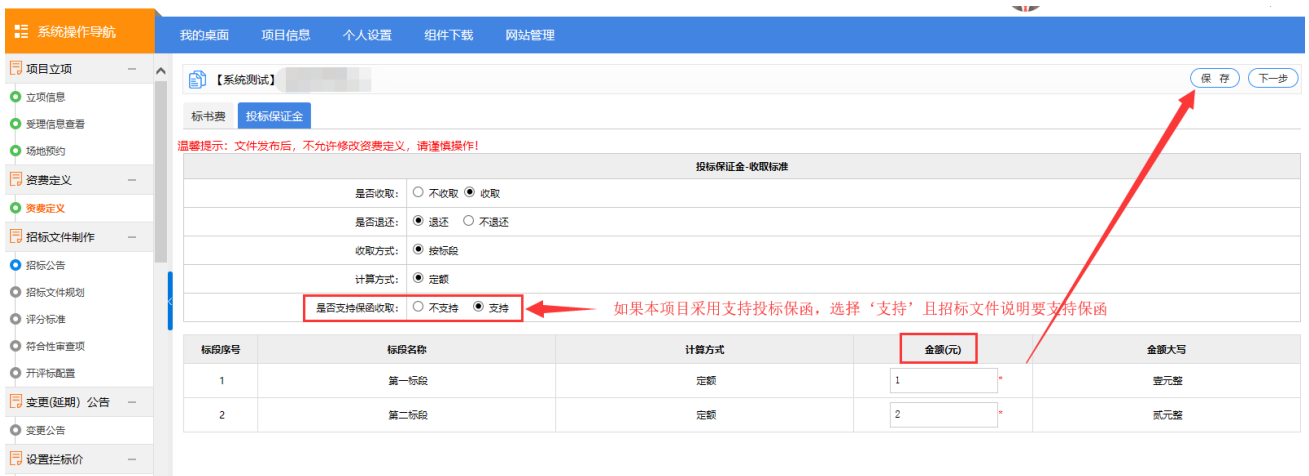 系统操作导航
我的桌面 项目信息 个人设置 组件下载 网站管理
项目立项
立项信息
受理信息查看
场地预约
资费定义
资费定义
招标文件制作
招标公告
招标文件规划
评分标准
符合性审查项
开评标配置
变更(延期) 公告
变更公告
设置拦标价
【系统测试】
保 存 下一步
标书费 投标保证金
温馨提示：文件发布后，不允许修改资费定义，请谨慎操作!
投标保证金-收取标准
是否收取： 不收取 收取
是否退还： 退还 不退还
收取方式： 按标段
计算方式： 定额
是否支持保函收取： 不支持 支持
如果本项目采用支持投标保函，选择‘支持’且招标文件说明要支持保函
标段序号 标段名称 计算方式 金额(元) 金额大写
1 第一标段 定额 1 * 壹元整
2 第二标段 定额 2 * 贰元整